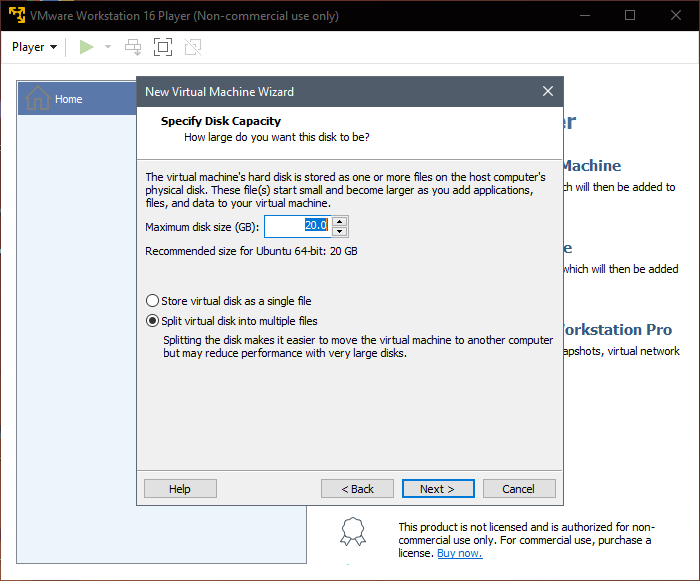 VMware Workstation 16 Player (Non-commercial use only)
Player
Home
New Virtual Machine Wizard
Specify Disk Capacity
How large do you want this disk to be?
The virtual machine's hard disk is stored as one or more files on the host computer's
physical disk. These file(s) start small and become larger as you add applications,
files, and data to your virtual machine.
Maximum disk size (GB): 20.0
Recommended size for Ubuntu 64-bit: 20 GB
Store virtual disk as a single file
Split virtual disk into multiple files
Splitting the disk makes it easier to move the virtual machine to another computer
but may reduce performance with very large disks.
Help
< Back
Next >
Cancel
er
Machine
ch will then be added to
e
which will then be added
orkstation Pro
apshots, virtual network
This product is not licensed and is authorized for non-
commercial use only. For commercial use, purchase a
license. Buy now.